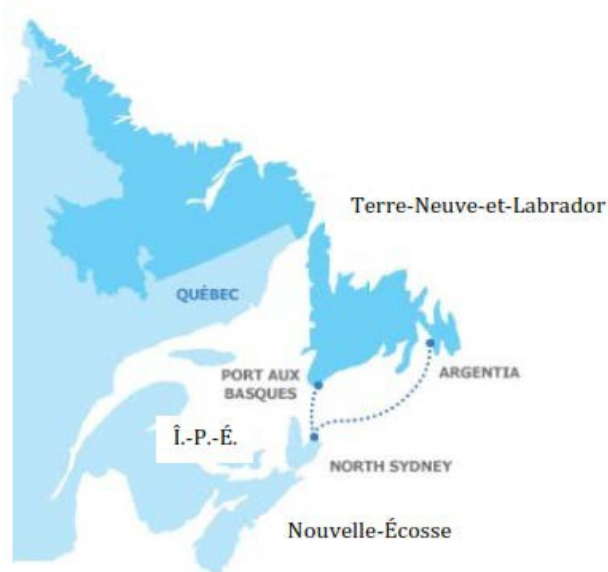 Terre-Neuve-et-Labrador
QUÉBEC
PORT AUX
BASQUES
ARGENTIA
Î.-P.-É.
NORTH SYDNEY
Nouvelle-Écosse